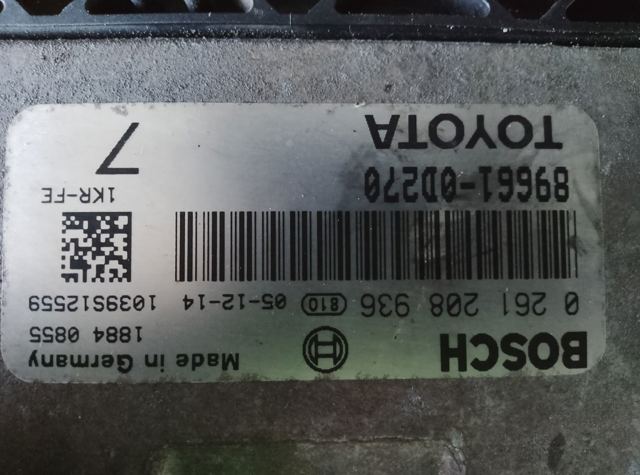 BOSCH Made in Germany
1884 0855
0 261 208 936 810 05-12-14 1039S12559
89661-0D270 1KR-FE
TOYOTA 7